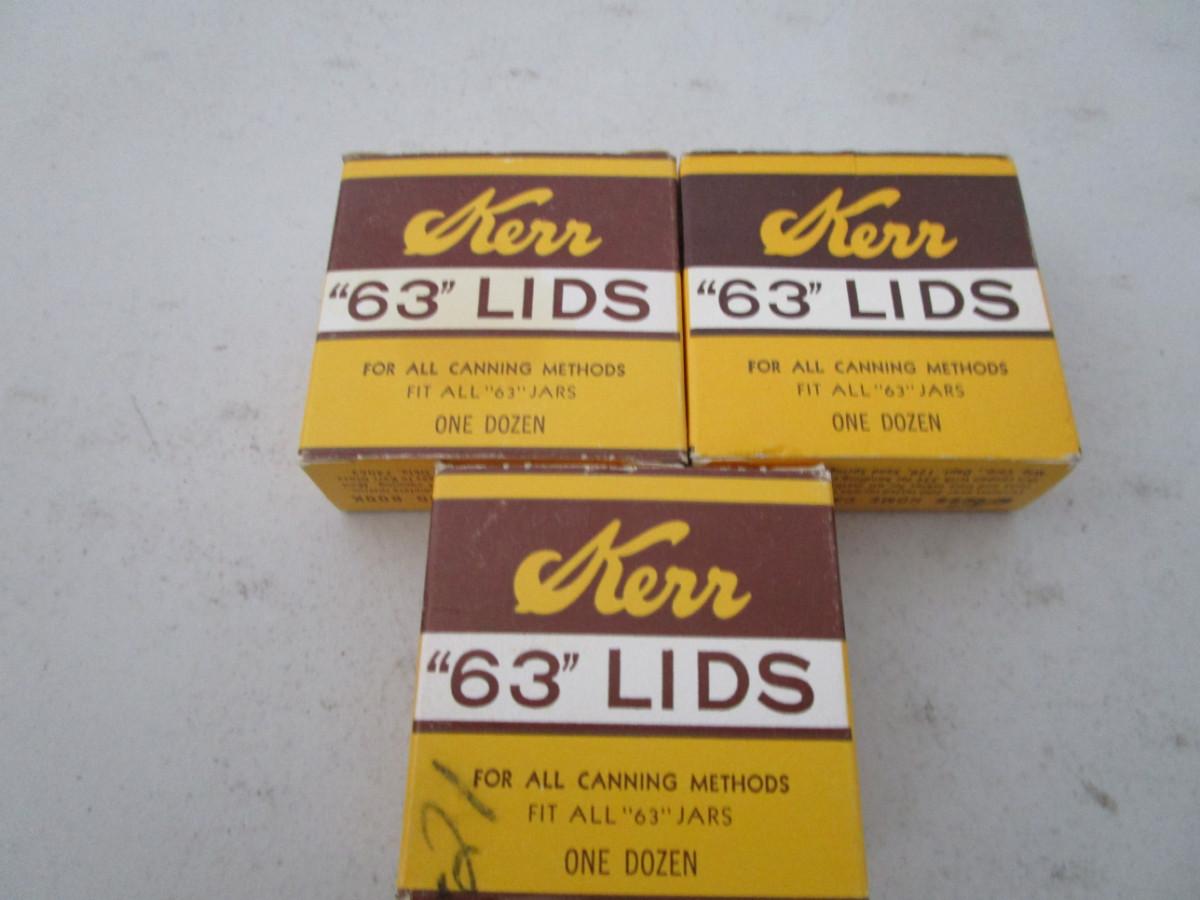 Kerr
"63" LIDS
FOR ALL CANNING METHODS
FIT ALL "63" JARS
ONE DOZEN
Kerr
"63" LIDS
FOR ALL CANNING METHODS
FIT ALL "63" JARS
ONE DOZEN
Kerr
"63" LIDS
FOR ALL CANNING METHODS
FIT ALL "63" JARS
ONE DOZEN